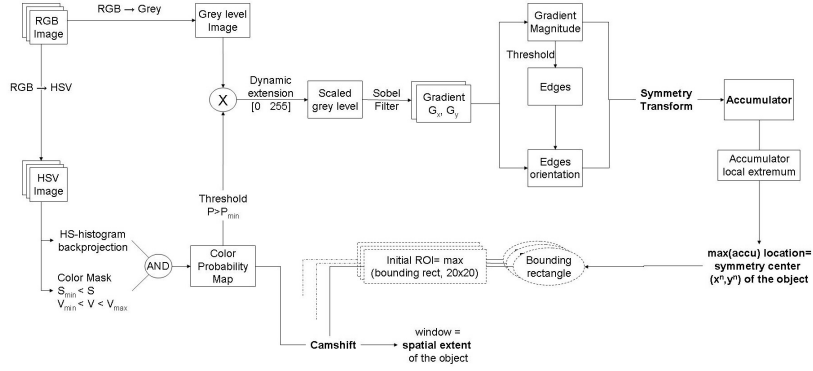 RGB
Image
RGB → Grey
Grey level
Image
RGB → HSV
X
Dynamic
extension
[0 255]
Scaled
grey level
Sobel
Filter
Gradient
Gx, Gy
Gradient
Magnitude
Threshold
Edges
Edges
orientation
Symmetry
Transform
Accumulator
Accumulator
local extremum
max(accu) location=
symmetry center
(xⁿ,yⁿ) of the object
Bounding
rectangle
Initial ROI= max
(bounding rect, 20x20)
HSV
Image
HS-histogram
backprojection
Color Mask
Smin < S
Vmin < V < Vmax
AND
Threshold
P>Pmin
Color
Probability
Map
Camshift
window =
spatial extent
of the object